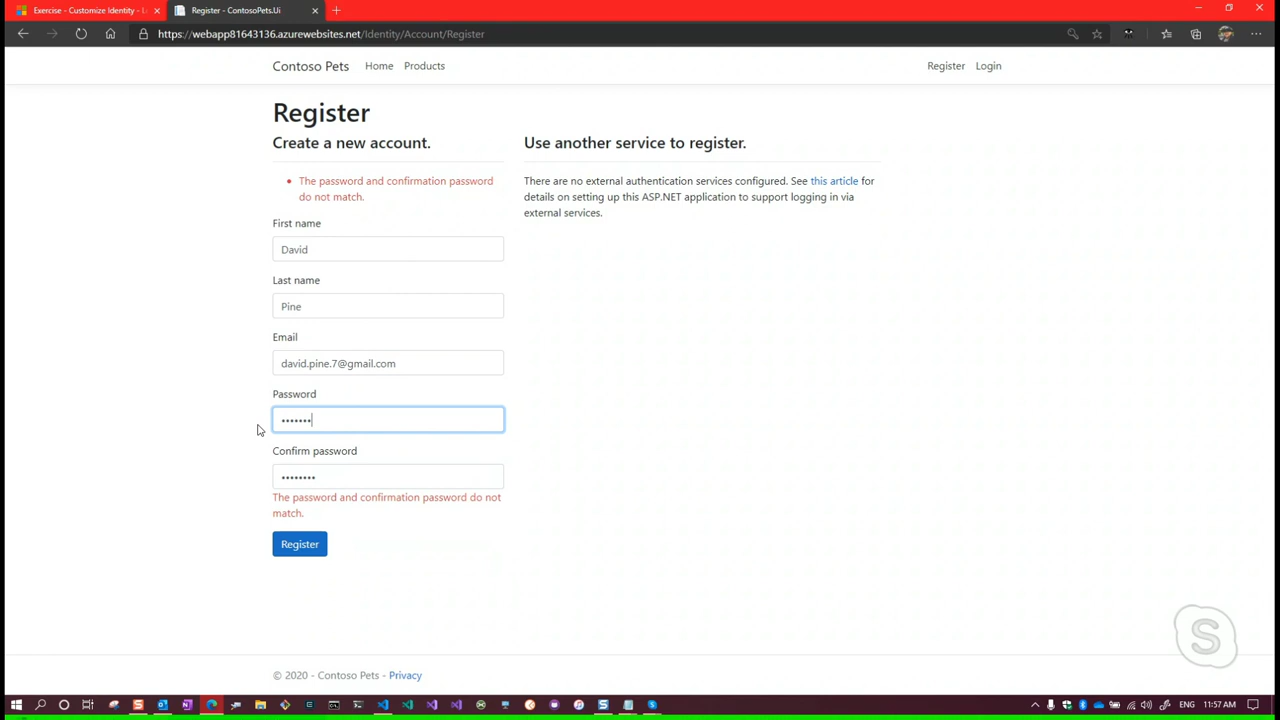 Exercise - Customize Identity - L
Register - ContosoPets.Ui
https://webapp81643136.azurewebsites.net/Identity/Account/Register
Contoso Pets
Home
Products
Register
Login
Register
Create a new account.
The password and confirmation password
do not match.
First name
David
Last name
Pine
Email
david.pine.7@gmail.com
Password
•••••••
Confirm password
••••••••
The password and confirmation password do not
match.
Register
Use another service to register.
There are no external authentication services configured. See this article for
details on setting up this ASP.NET application to support logging in via
external services.
© 2020 - Contoso Pets - Privacy
S
ENG
11:57 AM